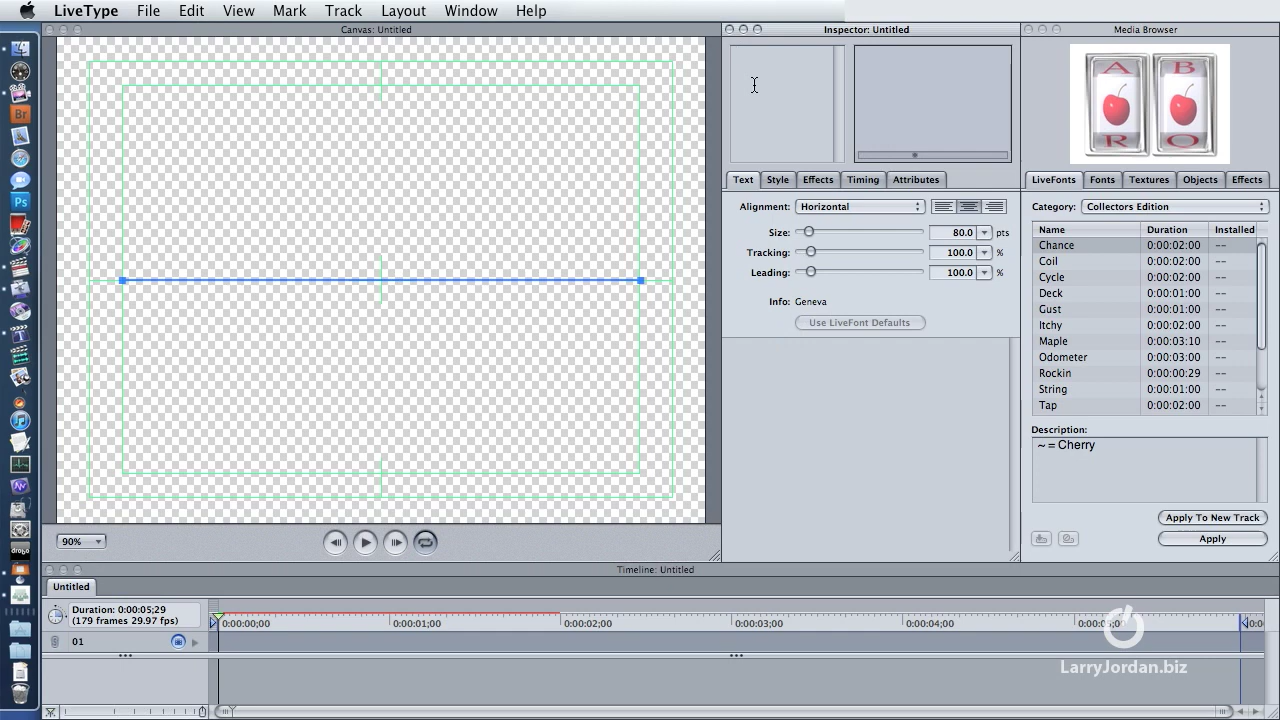 LiveType File Edit View Mark Track Layout Window Help
Canvas: Untitled
Inspector: Untitled
Media Browser
A B
R O
Text Style Effects Timing Attributes
LiveFonts Fonts Textures Objects Effects
Alignment: Horizontal
Category: Collectors Edition
Size: 80.0 pts
Tracking: 100.0 %
Leading: 100.0 %
Info: Geneva
Use LiveFont Defaults
Name Duration Installed
Chance 0:00:02:00 --
Coil 0:00:02:00 --
Cycle 0:00:02:00 --
Deck 0:00:01:00 --
Gust 0:00:01:00 --
Itchy 0:00:02:00 --
Maple 0:00:03:10 --
Odometer 0:00:03:00 --
Rockin 0:00:00:29 --
String 0:00:01:00 --
Tap 0:00:02:00 --
Description:
~ = Cherry
Apply To New Track
Apply
90%
Br
Ps
drobo
Timeline: Untitled
Untitled
Duration: 0:00:05;29
(179 frames 29.97 fps)
0:00:00;00 0:00:01;00 0:00:02;00 0:00:03;00 0:00:04;00 0:00:05;00
01
LarryJordan.biz